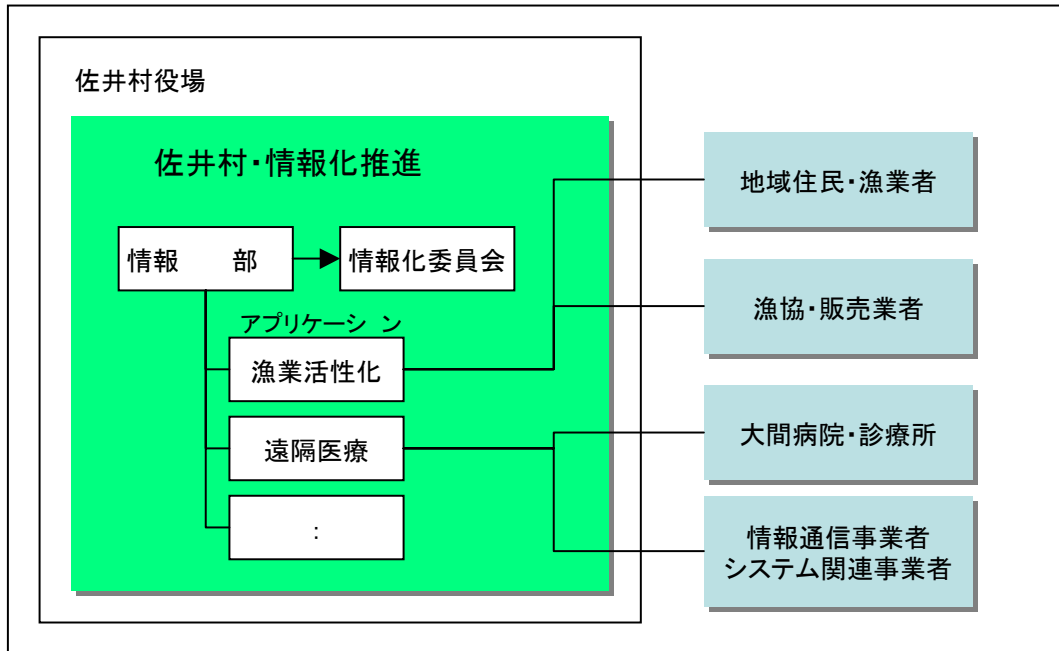 佐井村役場
佐井村・情報化推進
情報　　部
情報化委員会
アプリケーシ ン
漁業活性化
遠隔医療
：
地域住民・漁業者
漁協・販売業者
大間病院・診療所
情報通信事業者
システム関連事業者